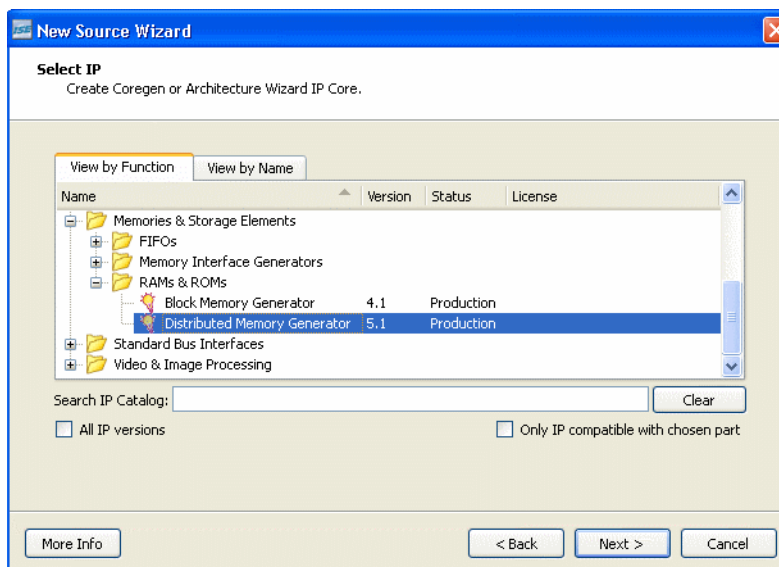 ISE New Source Wizard
Select IP
Create Coregen or Architecture Wizard IP Core.
View by Function View by Name
Name Version Status License
Memories & Storage Elements
FIFOs
Memory Interface Generators
RAMs & ROMs
Block Memory Generator 4.1 Production
Distributed Memory Generator 5.1 Production
Standard Bus Interfaces
Video & Image Processing
Search IP Catalog: Clear
All IP versions Only IP compatible with chosen part
More Info < Back Next > Cancel